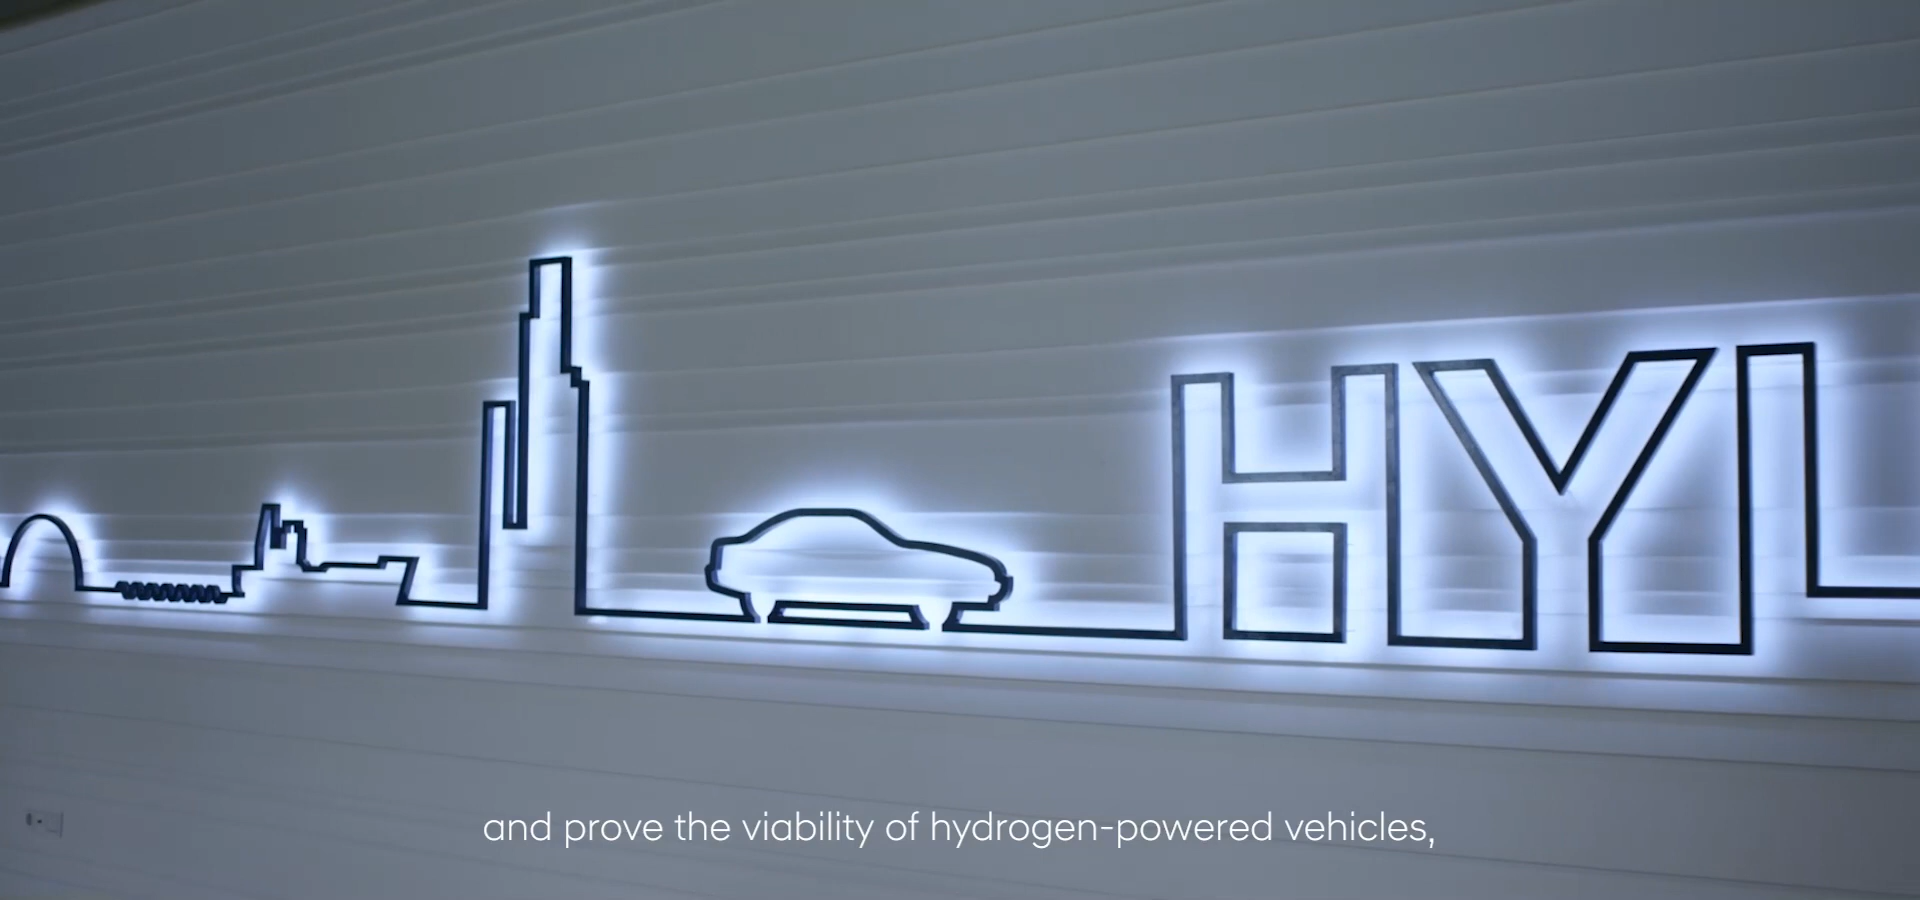 HYL
and prove the viability of hydrogen-powered vehicles,